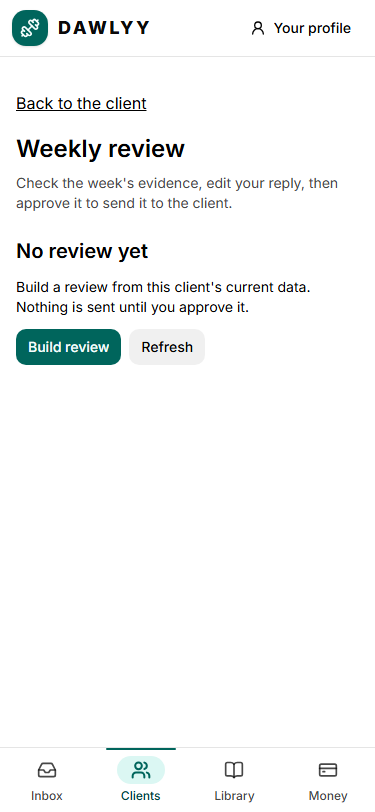 DAWLYY
Your profile
Back to the client
Weekly review
Check the week's evidence, edit your reply, then
approve it to send it to the client.
No review yet
Build a review from this client's current data.
Nothing is sent until you approve it.
Build review
Refresh
Inbox
Clients
Library
Money